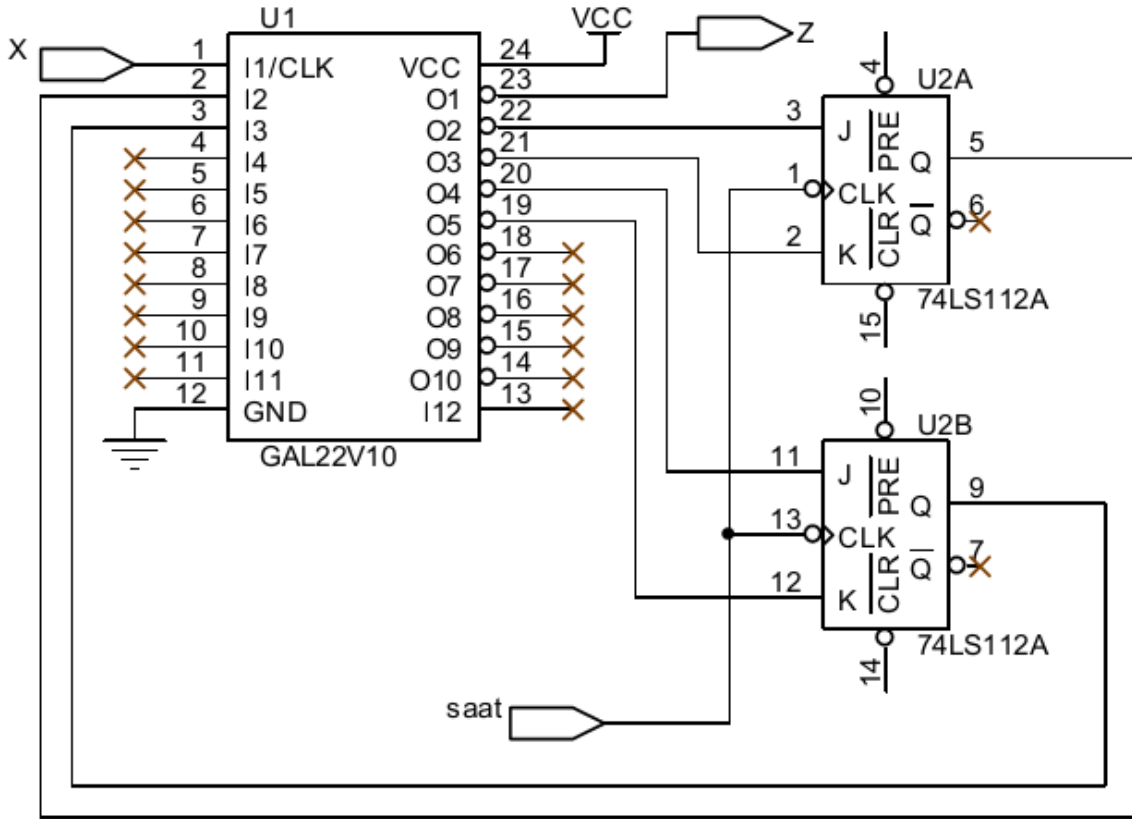 U1
X
1 I1/CLK
2 I2
3 I3
4 I4
5 I5
6 I6
7 I7
8 I8
9 I9
10 I10
11 I11
12 GND
VCC 24
O1 23
O2 22
O3 21
O4 20
O5 19
O6 18
O7 17
O8 16
O9 15
O10 14
I12 13
GAL22V10
VCC
Z
U2A
4
3 J
PRE
Q 5
1 CLK
Q 6
2 K
CLR
15
74LS112A
U2B
10
11 J
PRE
Q 9
13 CLK
Q 7
12 K
CLR
14
74LS112A
saat